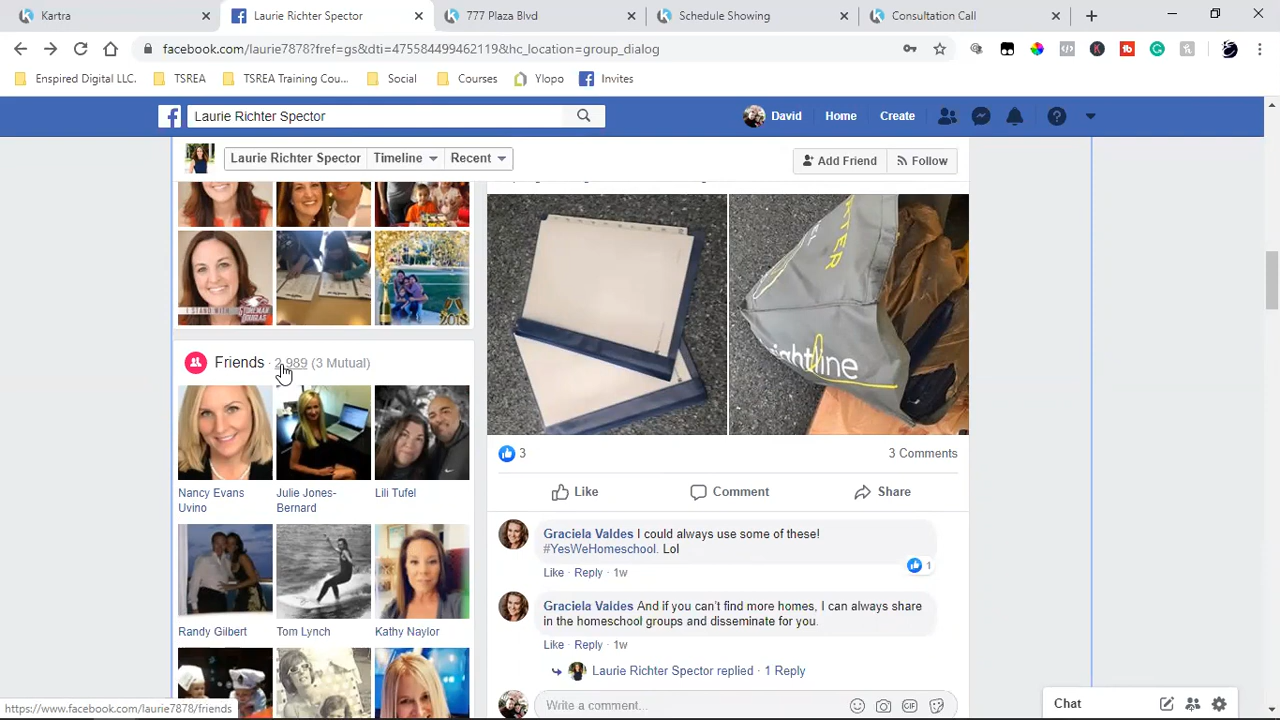 Kartra
Laurie Richter Spector
777 Plaza Blvd
Schedule Showing
Consultation Call
facebook.com/laurie7878?fref=gs&dti=475584499462119&hc_location=group_dialog
Enspired Digital LLC.
TSREA
TSREA Training Cou...
Social
Courses
Ylopo
Invites
Laurie Richter Spector
David
Home
Create
Laurie Richter Spector
Timeline
Recent
Add Friend
Follow
I STAND WITH
2018
Friends · 2,989 (3 Mutual)
Nancy Evans
Uvino
Julie Jones-
Bernard
Lili Tufel
Randy Gilbert
Tom Lynch
Kathy Naylor
3
3 Comments
Like
Comment
Share
Graciela Valdes I could always use some of these!
#YesWeHomeschool. Lol
1
Like · Reply · 1w
Graciela Valdes And if you can't find more homes, I can always share
in the homeschool groups and disseminate for you.
Like · Reply · 1w
Laurie Richter Spector replied · 1 Reply
Write a comment...
GIF
Chat
https://www.facebook.com/laurie7878/friends